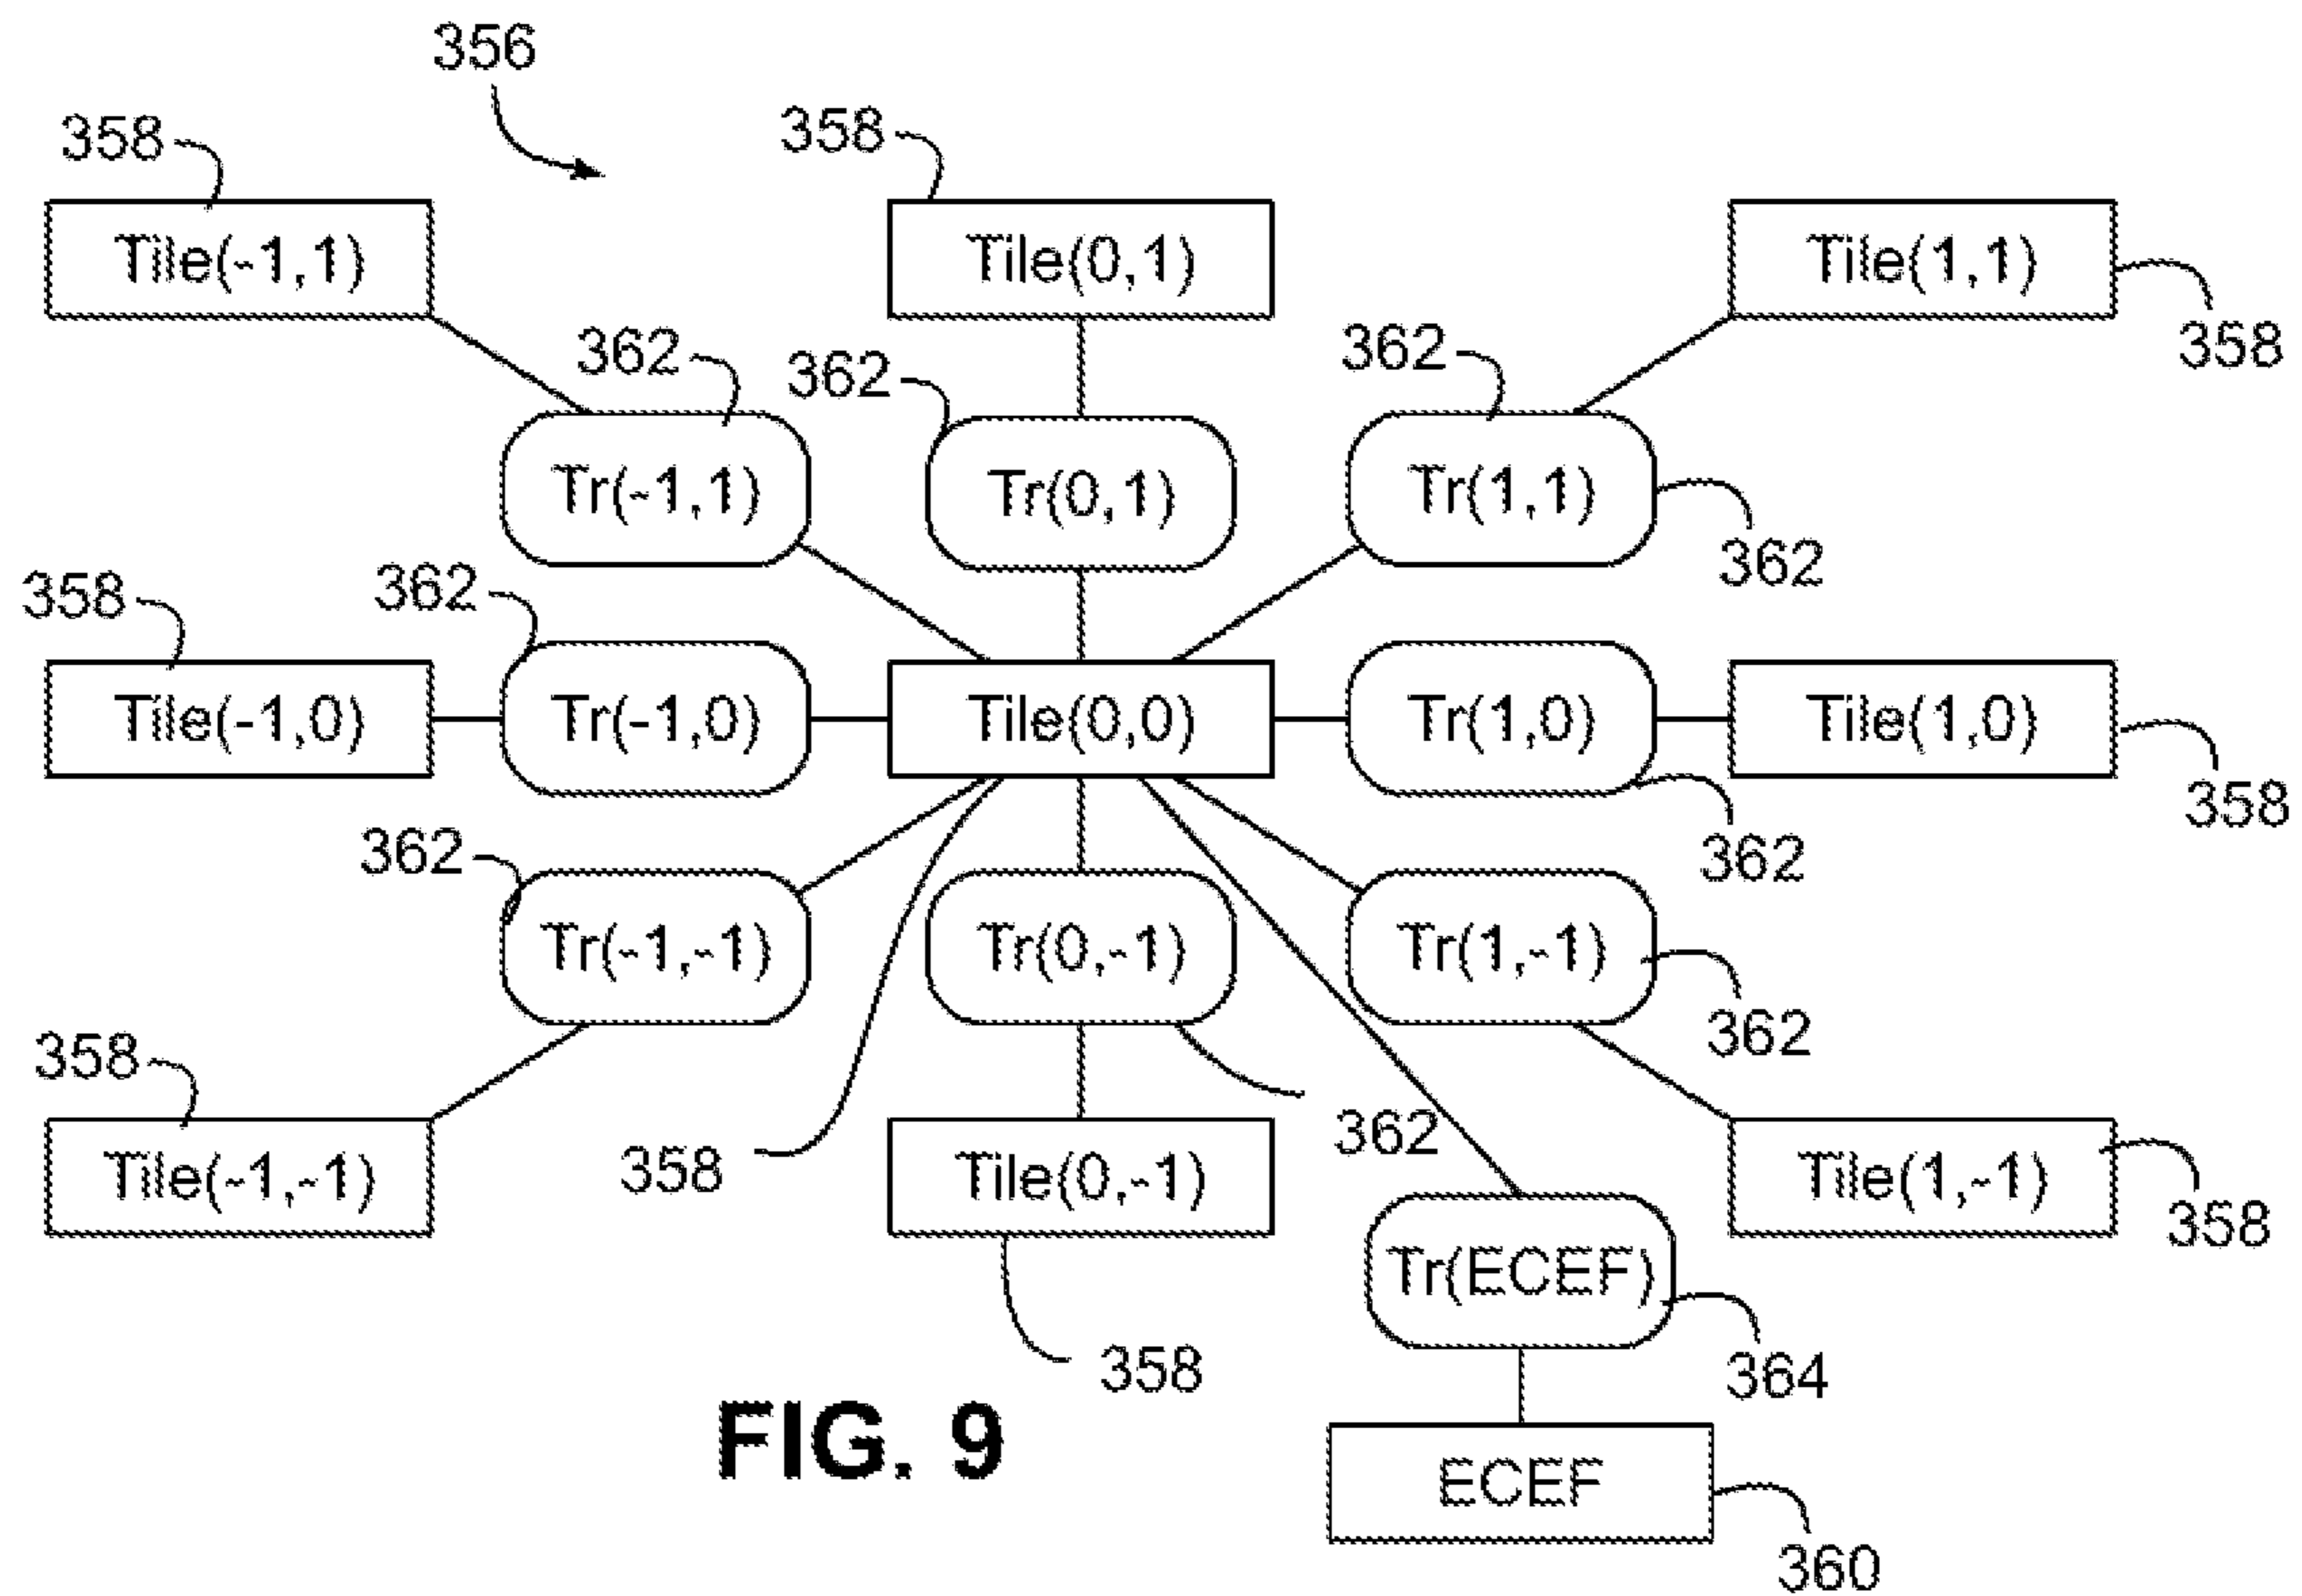 356
358
358
Tile(-1,1)
Tile(0,1)
Tile(1,1)
358
362
362
362
Tr(-1,1)
Tr(0,1)
Tr(1,1)
362
358
362
Tile(-1,0)
Tr(-1,0)
Tile(0,0)
Tr(1,0)
Tile(1,0)
358
362
362
Tr(-1,-1)
Tr(0,-1)
Tr(1,-1)
362
358
362
Tile(-1,-1)
358
Tile(0,-1)
Tile(1,-1)
358
Tr(ECEF)
358
364
FIG. 9
ECEF
360